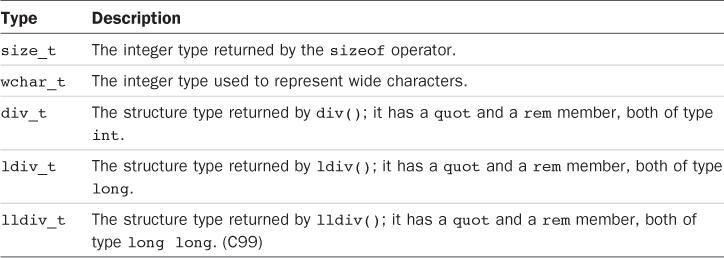 Type Description
size_t The integer type returned by the sizeof operator.
wchar_t The integer type used to represent wide characters.
div_t The structure type returned by div(); it has a quot and a rem member, both of type
int.
ldiv_t The structure type returned by ldiv(); it has a quot and a rem member, both of type
long.
lldiv_t The structure type returned by lldiv(); it has a quot and a rem member, both of
type long long. (C99)